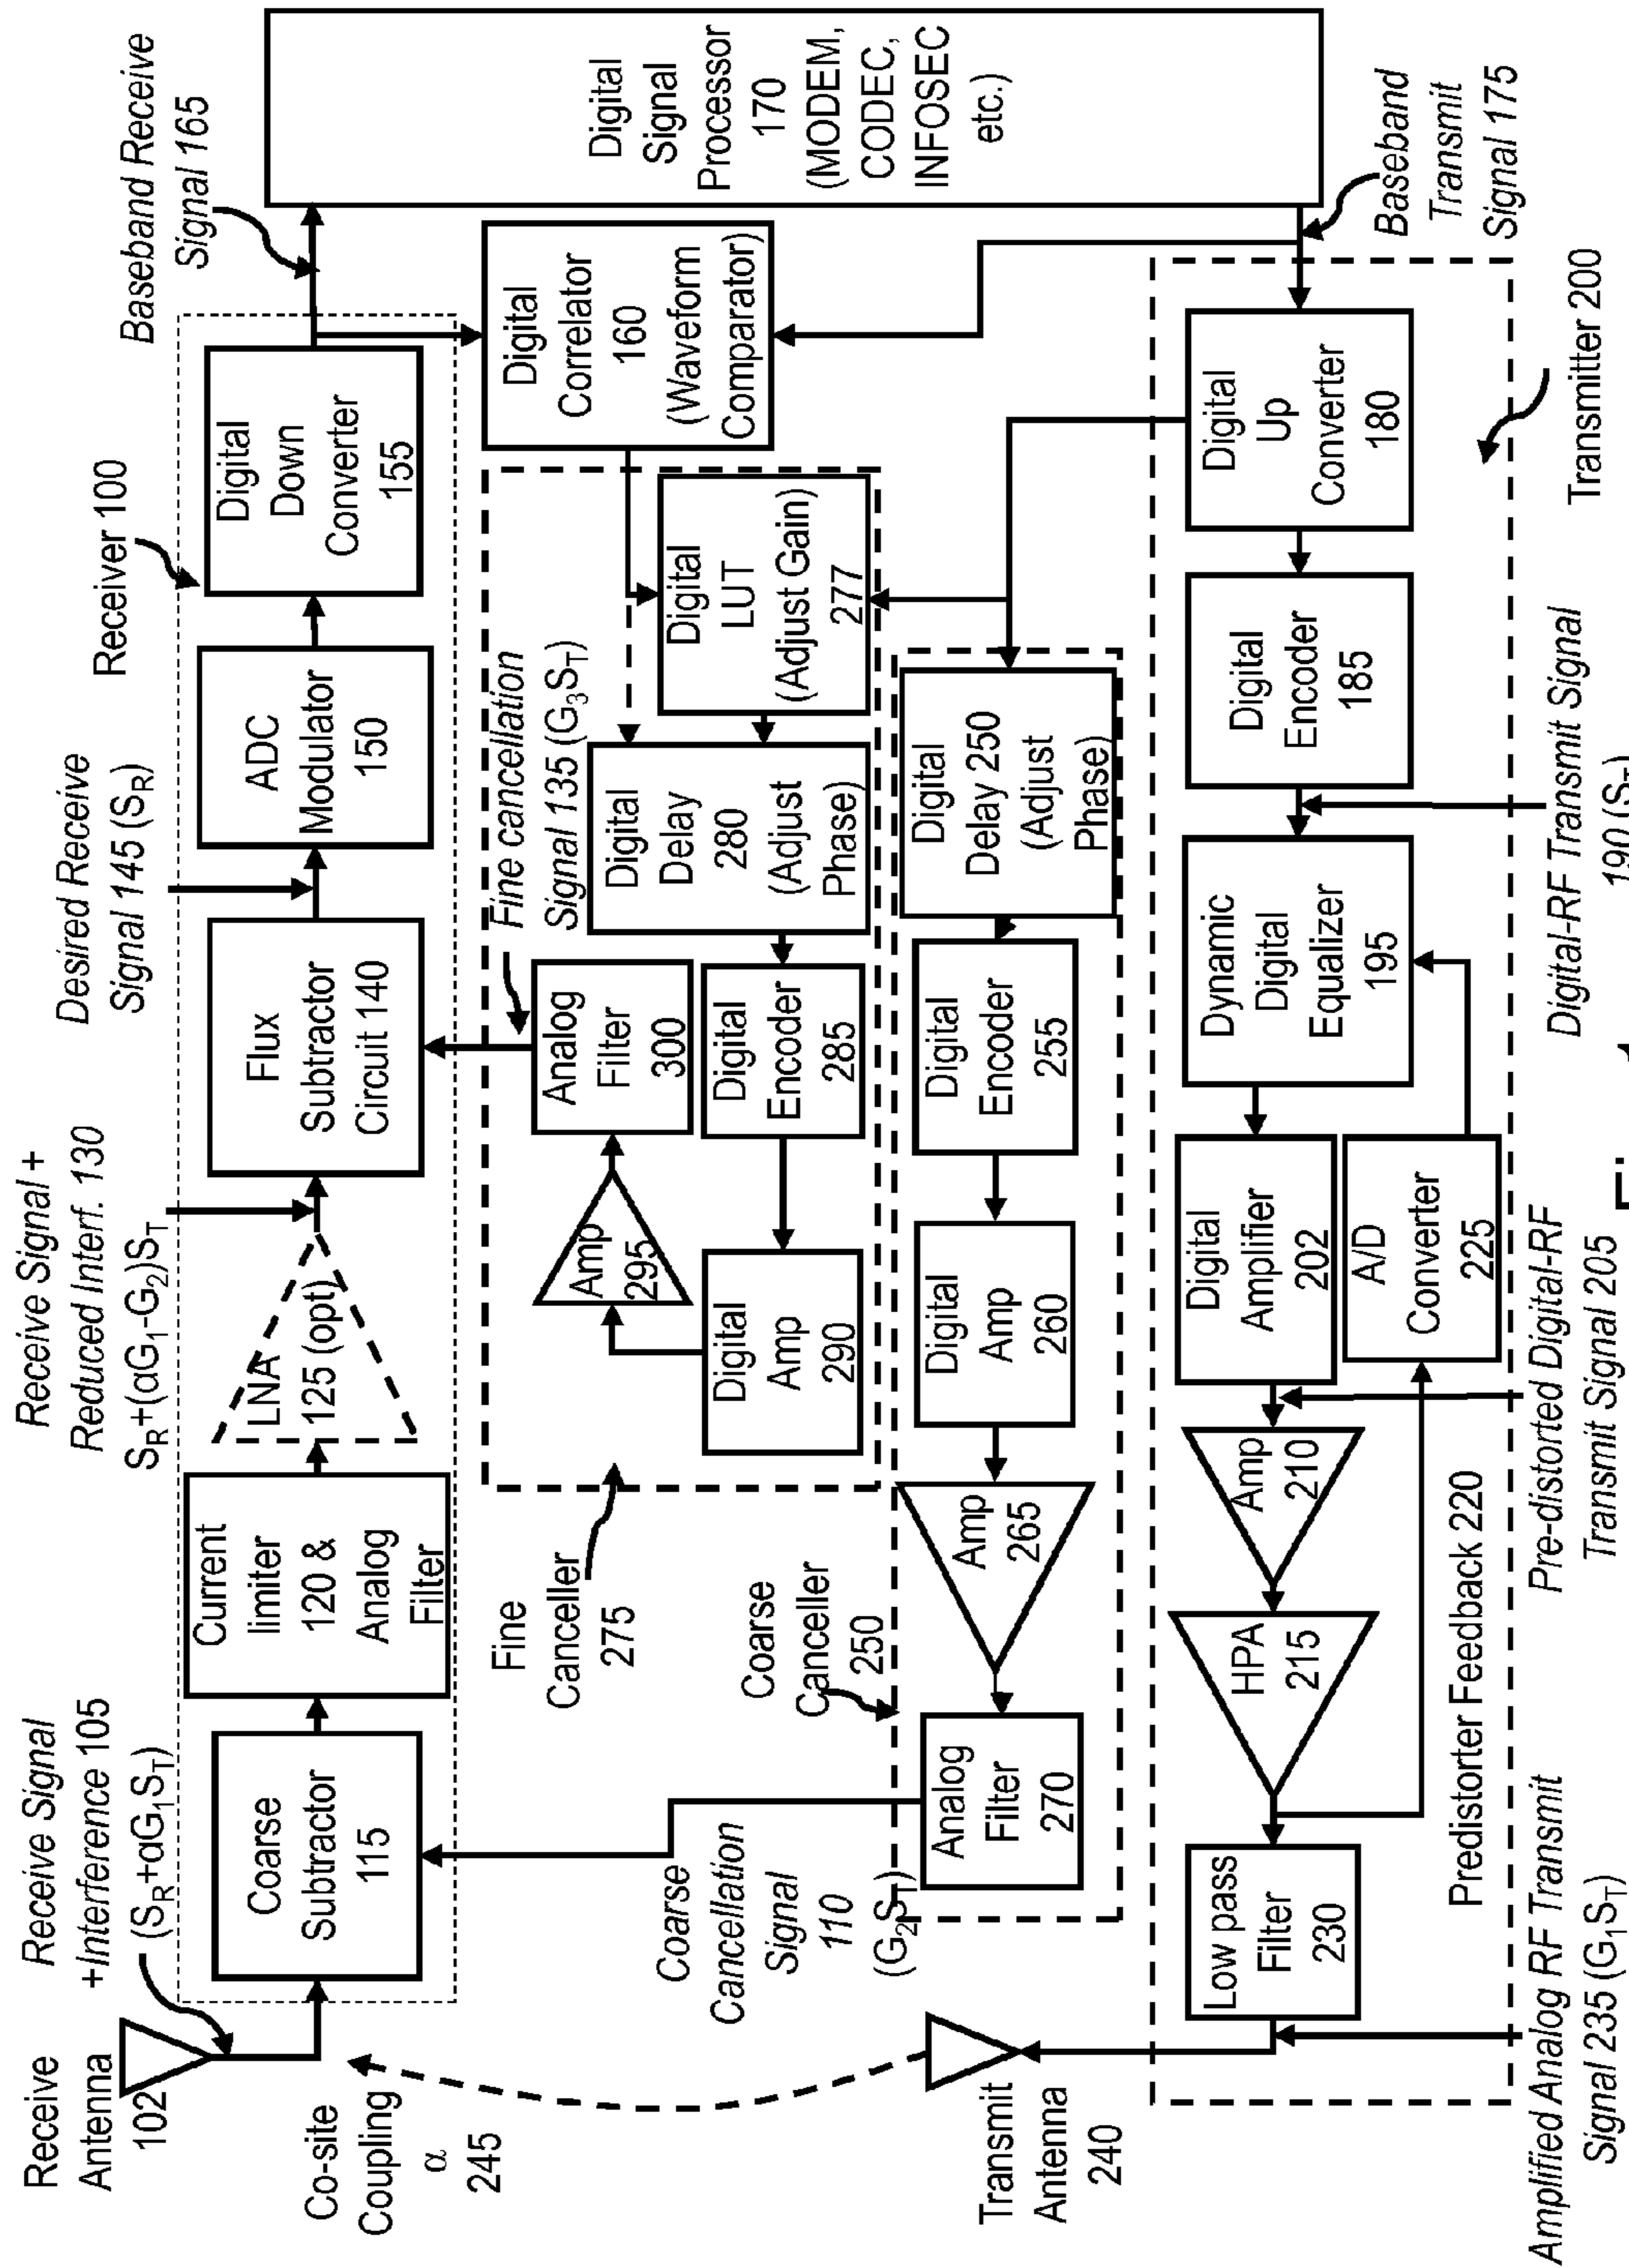 Receive
Antenna
102
Receive Signal
+Interference 105
(SR+αG1ST)
Co-site
Coupling
α
245
Coarse
Subtractor
115
Current
limiter
120 &
Analog
Filter
LNA
125 (opt)
Receive Signal +
Reduced Interf. 130
SR+(αG1-G2)ST
Flux
Subtractor
Circuit 140
Desired Receive
Signal 145 (SR)
ADC
Modulator
150
Receiver 100
Digital
Down
Converter
155
Baseband Receive
Signal 165
Digital
Signal
Processor
170
(MODEM,
CODEC,
INFOSEC
etc.)
Digital
Correlator
160
(Waveform
Comparator)
Fine
Canceller
275
Digital
LUT
(Adjust Gain)
277
Digital
Delay
280
(Adjust
Phase)
Digital
Encoder
285
Digital
Amp
290
Amp
295
Analog
Filter
300
Fine cancellation
Signal 135 (G3ST)
Coarse
Canceller
250
Digital
Delay 250
(Adjust
Phase)
Digital
Encoder
255
Digital
Amp
260
Amp
265
Analog
Filter
270
Coarse
Cancellation
Signal
110
(G2ST)
Transmit
Antenna
240
Baseband
Transmit
Signal 175
Digital
Up
Converter
180
Digital
Encoder
185
Dynamic
Digital
Equalizer
195
Digital
Amplifier
202
A/D
Converter
225
Amp
210
HPA
215
Low pass
Filter
230
Predistorter Feedback 220
Transmitter 200
Digital-RF Transmit Signal
190 (ST)
Pre-distorted Digital-RF
Transmit Signal 205
Amplified Analog RF Transmit
Signal 235 (G1ST)